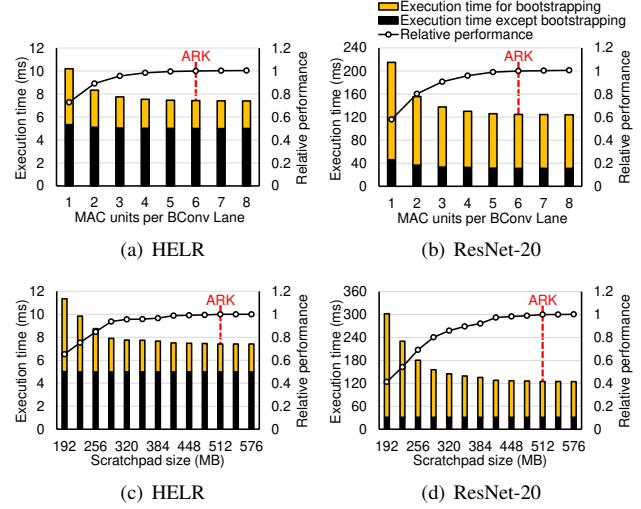 Execution time for bootstrapping
Execution time except bootstrapping
Relative performance
12
10
8
6
4
2
0
Execution time (ms)
ARK
1.2
1
0.8
0.6
0.4
0.2
0
Relative performance
1 2 3 4 5 6 7 8
MAC units per BConv Lane
(a) HELR
240
200
160
120
80
40
0
Execution time (ms)
ARK
1.2
1
0.8
0.6
0.4
0.2
0
Relative performance
1 2 3 4 5 6 7 8
MAC units per BConv Lane
(b) ResNet-20
12
10
8
6
4
2
0
Execution time (ms)
ARK
1.2
1
0.8
0.6
0.4
0.2
0
Relative performance
192 256 320 384 448 512 576
Scratchpad size (MB)
(c) HELR
360
300
240
180
120
60
0
Execution time (ms)
ARK
1.2
1
0.8
0.6
0.4
0.2
0
Relative performance
192 256 320 384 448 512 576
Scratchpad size (MB)
(d) ResNet-20